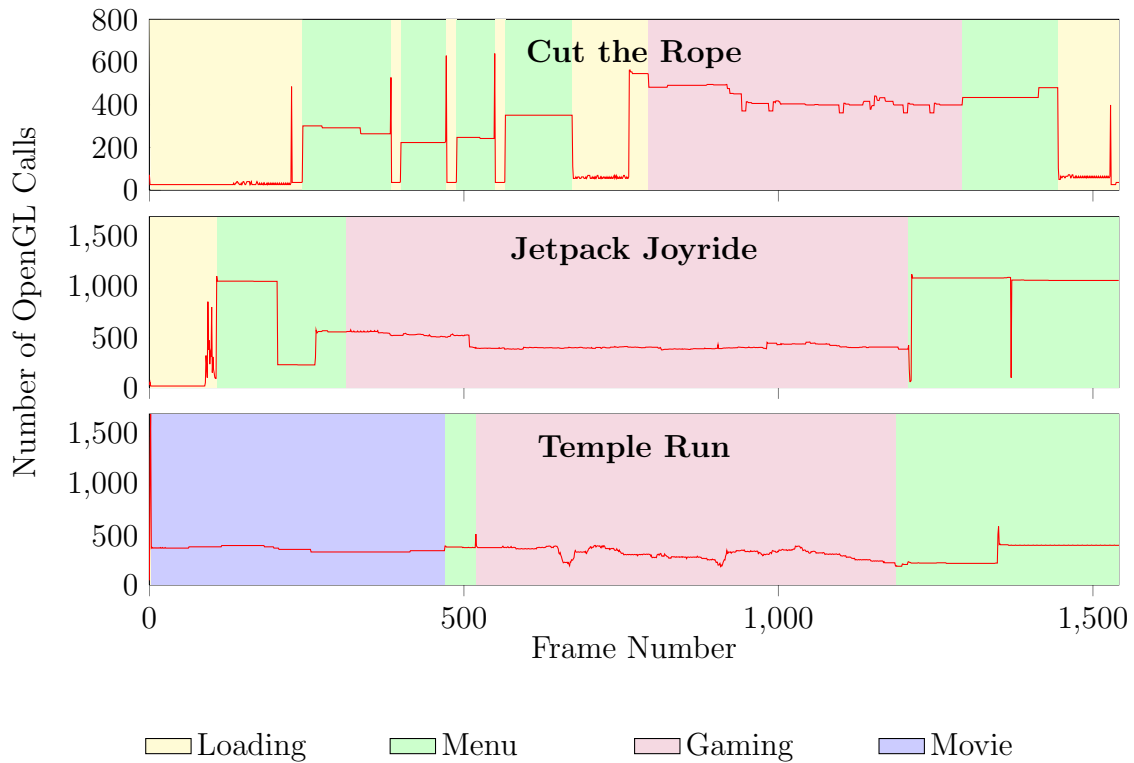 Number of OpenGL Calls
800
600
400
200
0
Cut the Rope
1,500
1,000
500
0
Jetpack Joyride
1,500
1,000
500
0
Temple Run
0 500 1,000 1,500
Frame Number
Loading Menu Gaming Movie